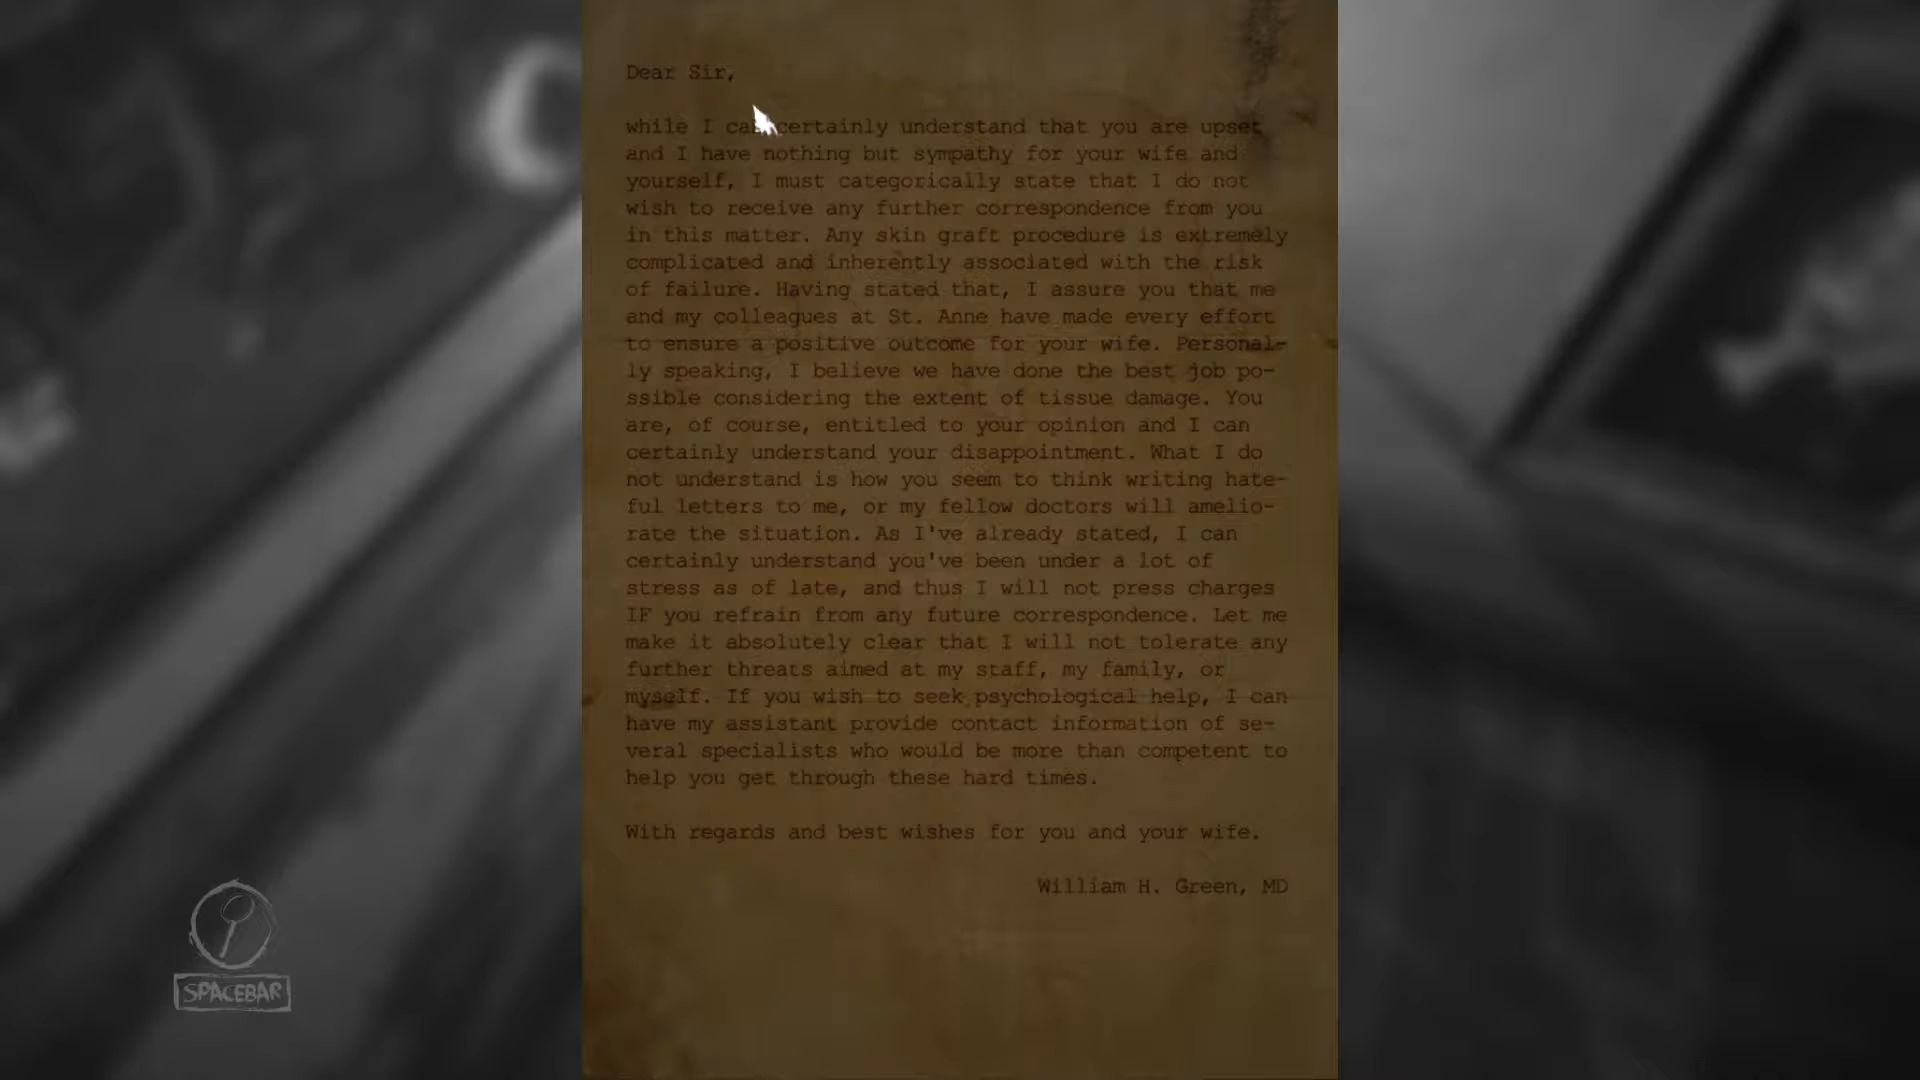 Dear Sir,
while I can certainly understand that you are upset
and I have nothing but sympathy for your wife and
yourself, I must categorically state that I do not
wish to receive any further correspondence from you
in this matter. Any skin graft procedure is extremely
complicated and inherently associated with the risk
of failure. Having stated that, I assure you that me
and my colleagues at St. Anne have made every effort
to ensure a positive outcome for your wife. Personal-
ly speaking, I believe we have done the best job po-
ssible considering the extent of tissue damage. You
are, of course, entitled to your opinion and I can
certainly understand your disappointment. What I do
not understand is how you seem to think writing hate-
ful letters to me, or my fellow doctors will amelio-
rate the situation. As I've already stated, I can
certainly understand you've been under a lot of
stress as of late, and thus I will not press charges
IF you refrain from any future correspondence. Let me
make it absolutely clear that I will not tolerate any
further threats aimed at my staff, my family, or
myself. If you wish to seek psychological help, I can
have my assistant provide contact information of se-
veral specialists who would be more than competent to
help you get through these hard times.
With regards and best wishes for you and your wife.
William H. Green, MD
SPACEBAR